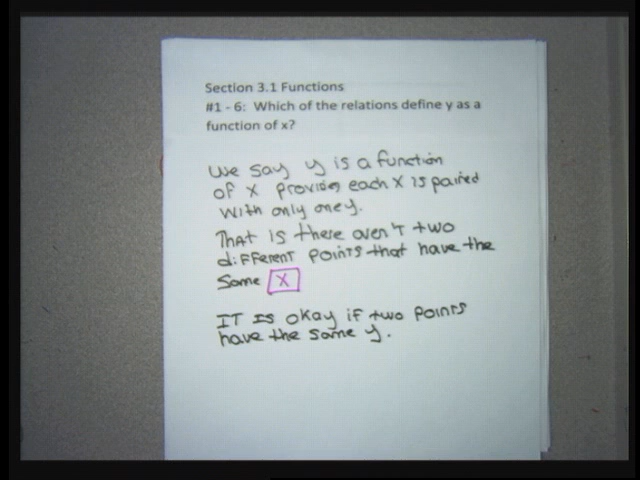 Section 3.1 Functions
#1 - 6: Which of the relations define y as a
function of x?
we say y is a function
of x provides each x is paired
with only one y.
That is there aren't two
different points that have the
same x
IT IS okay if two points
have the same y.